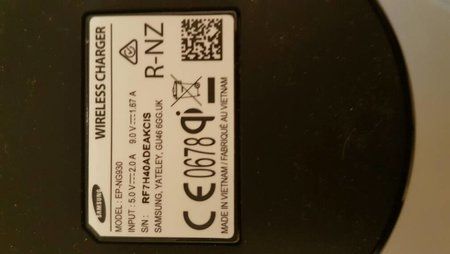 SAMSUNG
WIRELESS CHARGER
MODEL: EP-NG930
INPUT : 5.0 V⎓2.0 A 9.0 V⎓1.67 A
S/N : RF7H40ADEAKCIS
SAMSUNG, YATELEY, GU46 6GG.UK
R-NZ
CE0678 qi
MADE IN VIETNAM / FABRIQUÉ AU VIETNAM